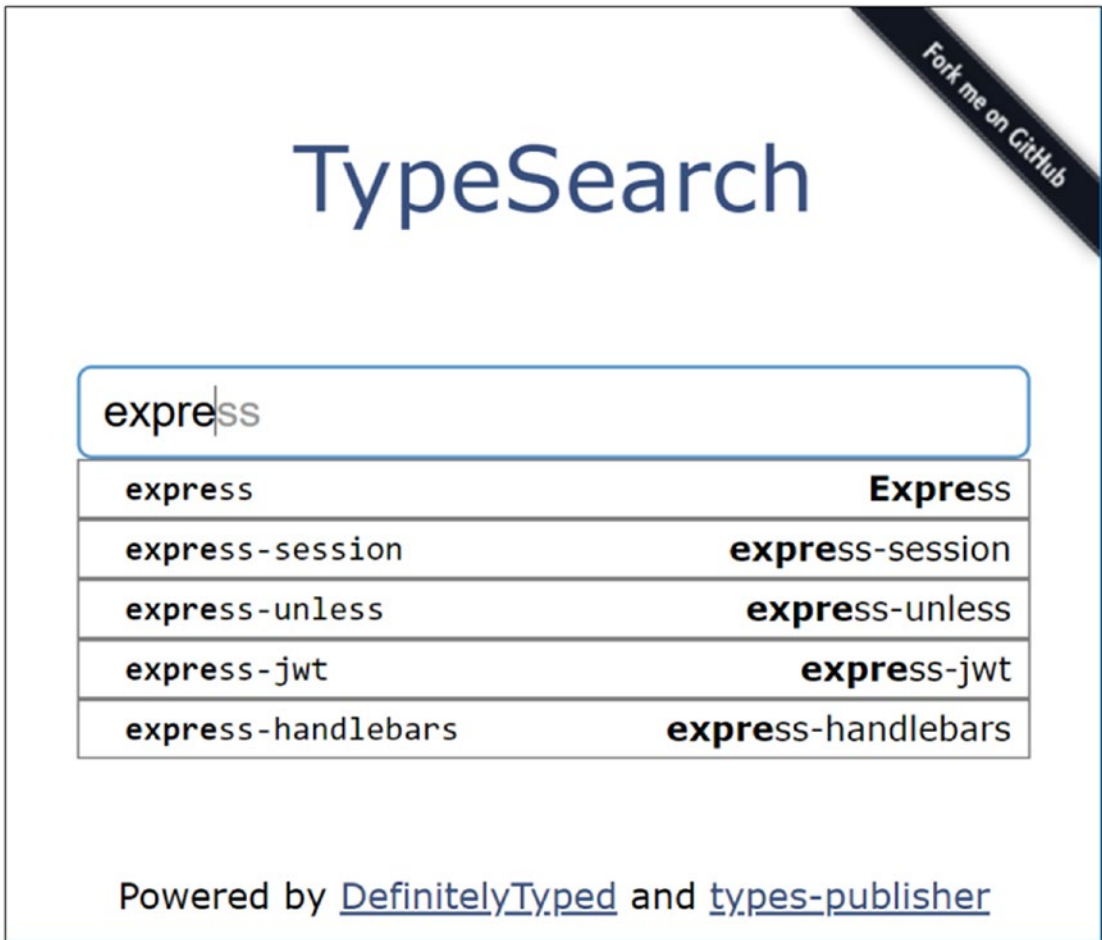 Fork me on GitHub
TypeSearch
express
express Express
express-session express-session
express-unless express-unless
express-jwt express-jwt
express-handlebars express-handlebars
Powered by DefinitelyTyped and types-publisher